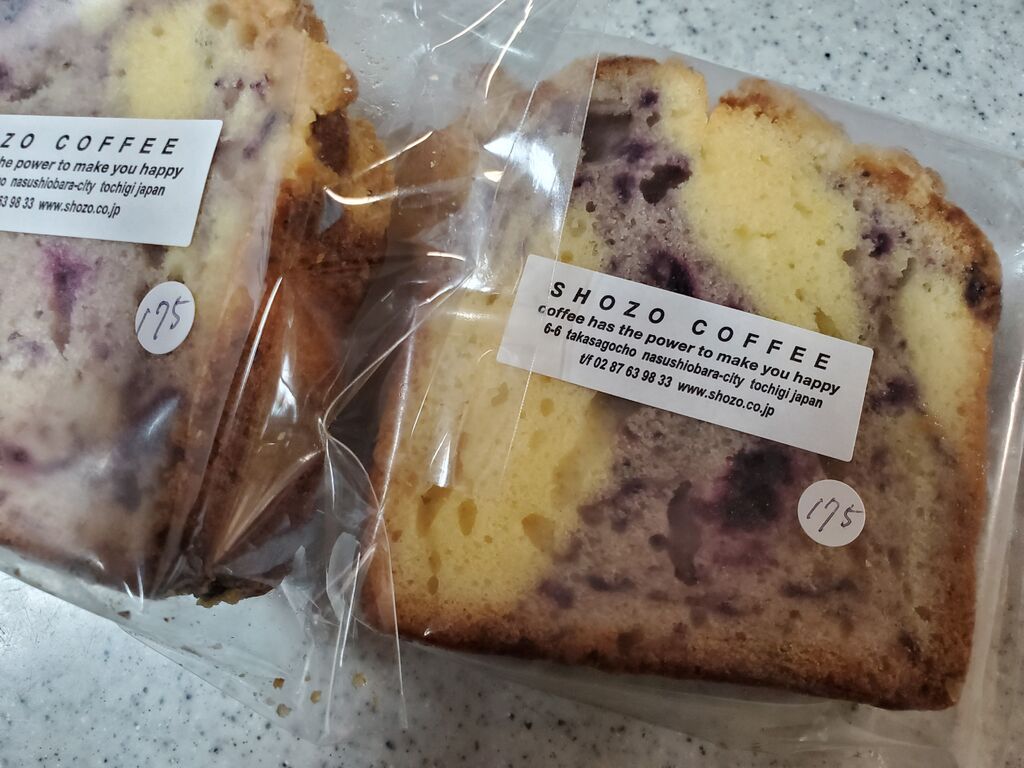 ZO COFFEE
he power to make you happy
o nasushiobara-city tochigi japan
63 98 33 www.shozo.co.jp
175
SHOZO COFFEE
coffee has the power to make you happy
6-6 takasagocho nasushiobara-city tochigi japan
t/f 02 87 63 98 33 www.shozo.co.jp
175